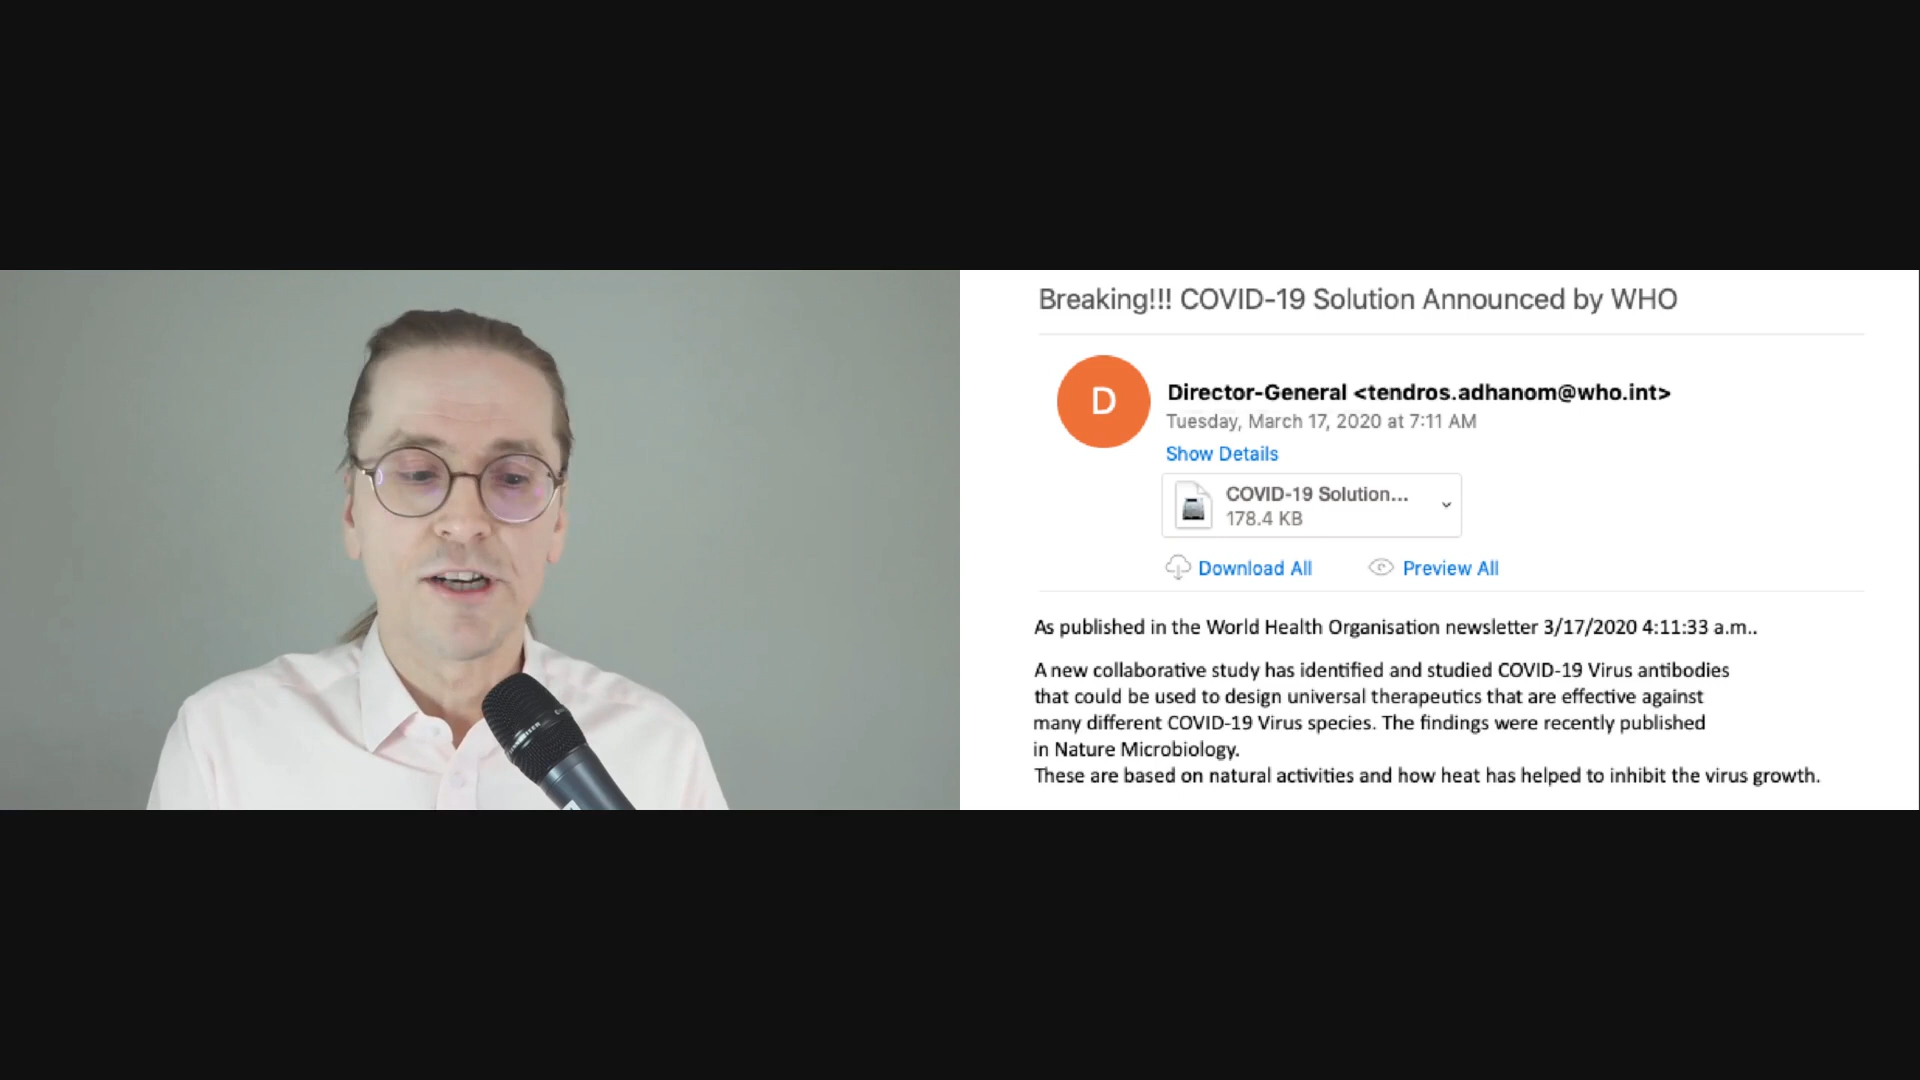 Breaking!!! COVID-19 Solution Announced by WHO
D
Director-General <tendros.adhanom@who.int>
Tuesday, March 17, 2020 at 7:11 AM
Show Details
COVID-19 Solution...
178.4 KB
Download All
Preview All
As published in the World Health Organisation newsletter 3/17/2020 4:11:33 a.m..
A new collaborative study has identified and studied COVID-19 Virus antibodies
that could be used to design universal therapeutics that are effective against
many different COVID-19 Virus species. The findings were recently published
in Nature Microbiology.
These are based on natural activities and how heat has helped to inhibit the virus growth.